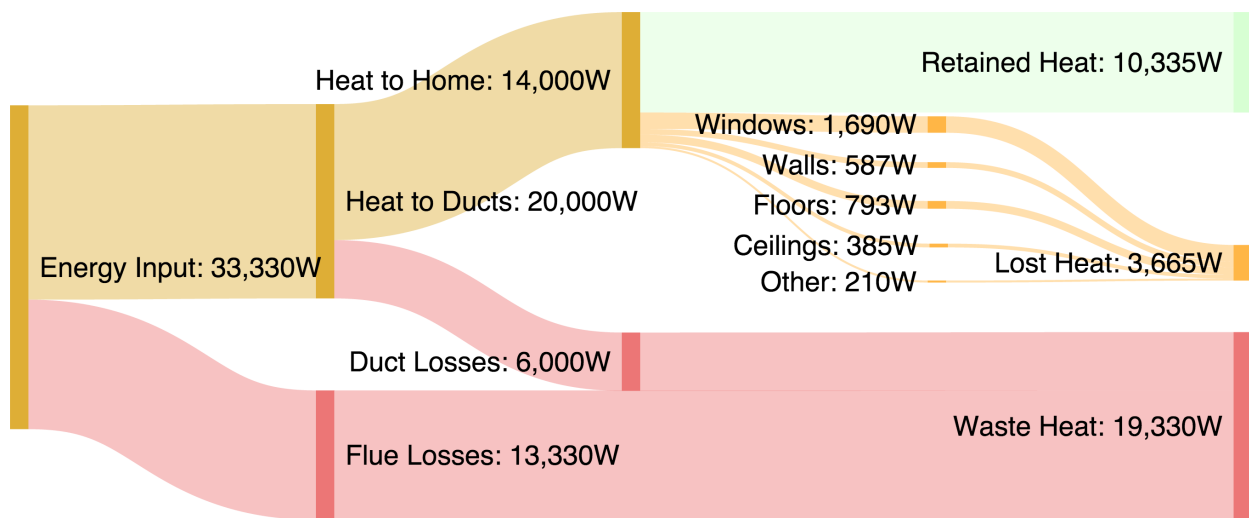 Retained Heat: 10,335W
Heat to Home: 14,000W
Windows: 1,690W
Walls: 587W
Heat to Ducts: 20,000W
Floors: 793W
Ceilings: 385W
Energy Input: 33,330W
Lost Heat: 3,665W
Other: 210W
Duct Losses: 6,000W
Waste Heat: 19,330W
Flue Losses: 13,330W